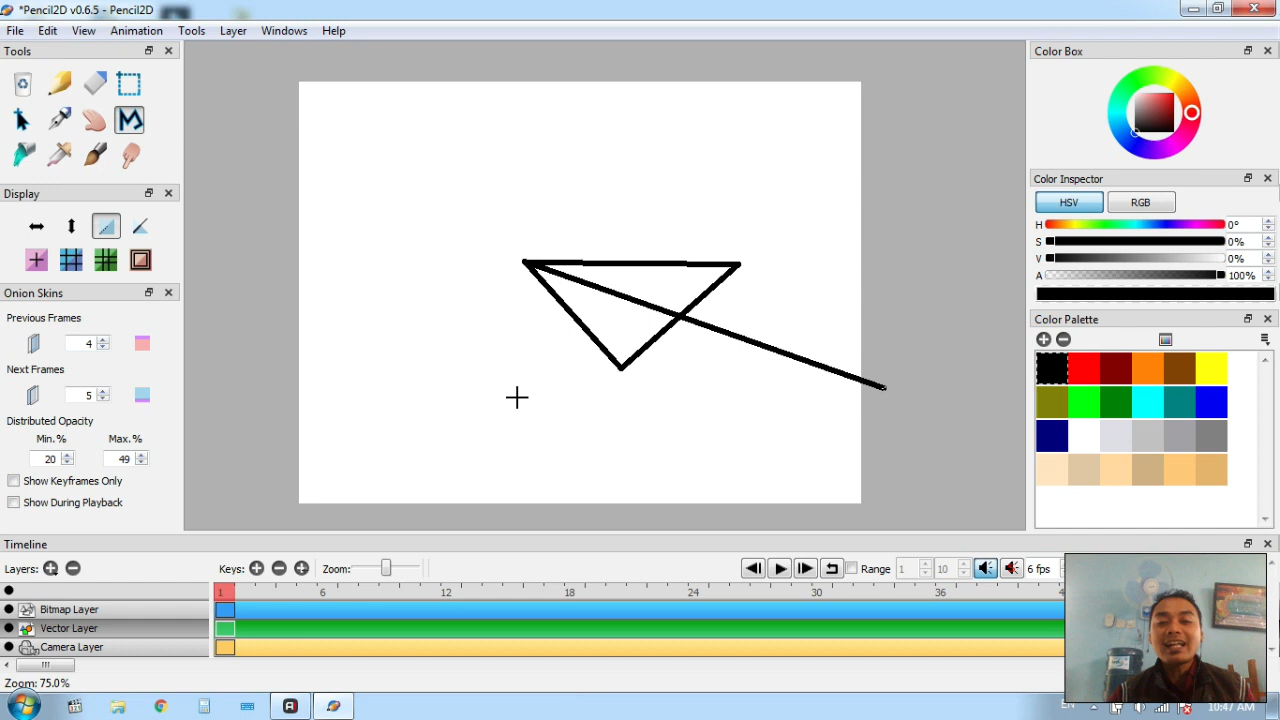 *Pencil2D v0.6.5 - Pencil2D
File Edit View Animation Tools Layer Windows Help
Tools
Display
Onion Skins
Previous Frames
4
Next Frames
5
Distributed Opacity
Min.% Max.%
20 49
Show Keyframes Only
Show During Playback
Color Box
Color Inspector
HSV RGB
H 0°
S 0%
V 0%
A 100%
Color Palette
Timeline
Layers: Keys: Zoom: Range 1 10 6 fps
1 6 12 18 24 30 36
Bitmap Layer
Vector Layer
Camera Layer
Zoom: 75.0%
EN 10:47 AM